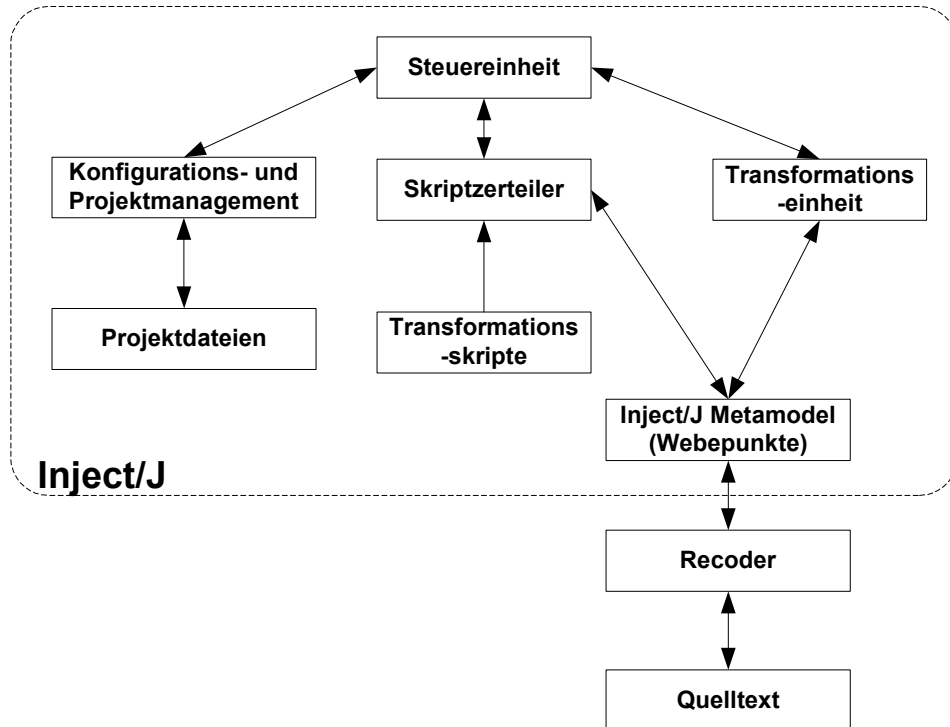 Steuereinheit
Konfigurations- und
Projektmanagement
Skriptzerteiler
Transformations
-einheit
Projektdateien
Transformations
-skripte
Inject/J Metamodel
(Webepunkte)
Inject/J
Recoder
Quelltext